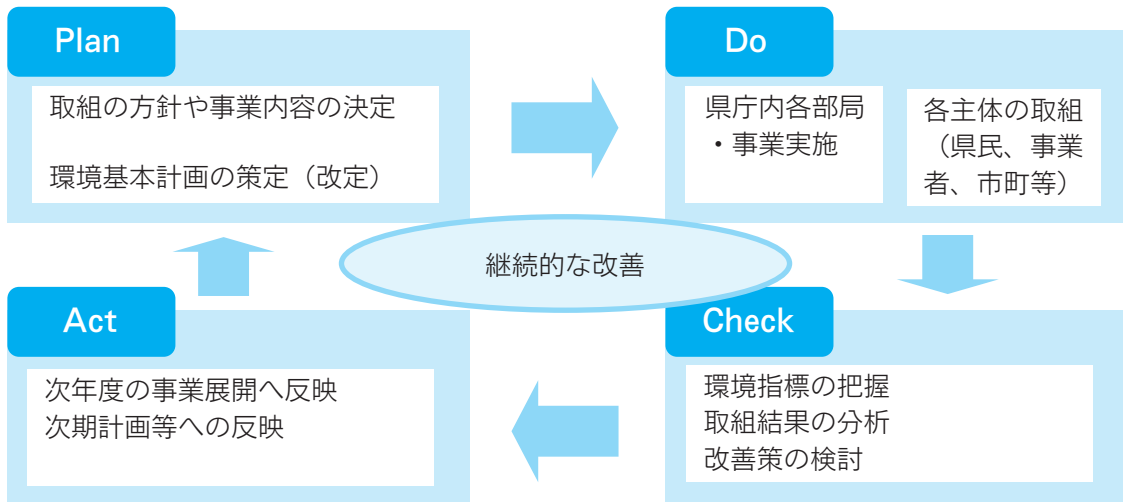 Plan
取組の方針や事業内容の決定
環境基本計画の策定（改定）
Do
県庁内各部局
・事業実施
各主体の取組
（県民、事業
者、市町等）
継続的な改善
Act
次年度の事業展開へ反映
次期計画等への反映
Check
環境指標の把握
取組結果の分析
改善策の検討